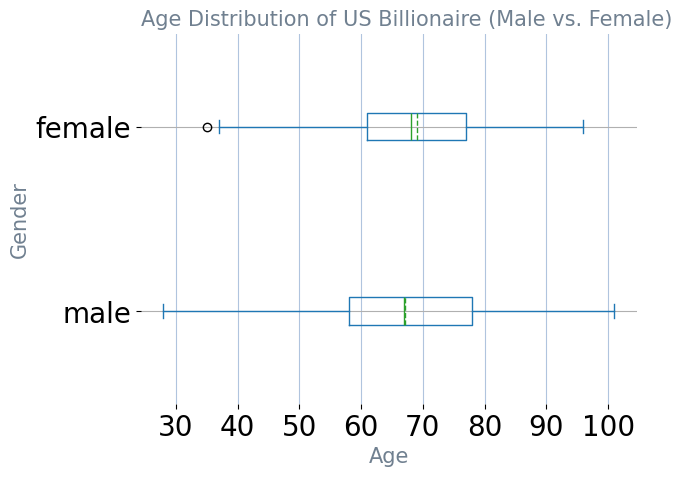 Age Distribution of US Billionaire (Male vs. Female)
female
Gender
male
30 40 50 60 70 80 90 100
Age